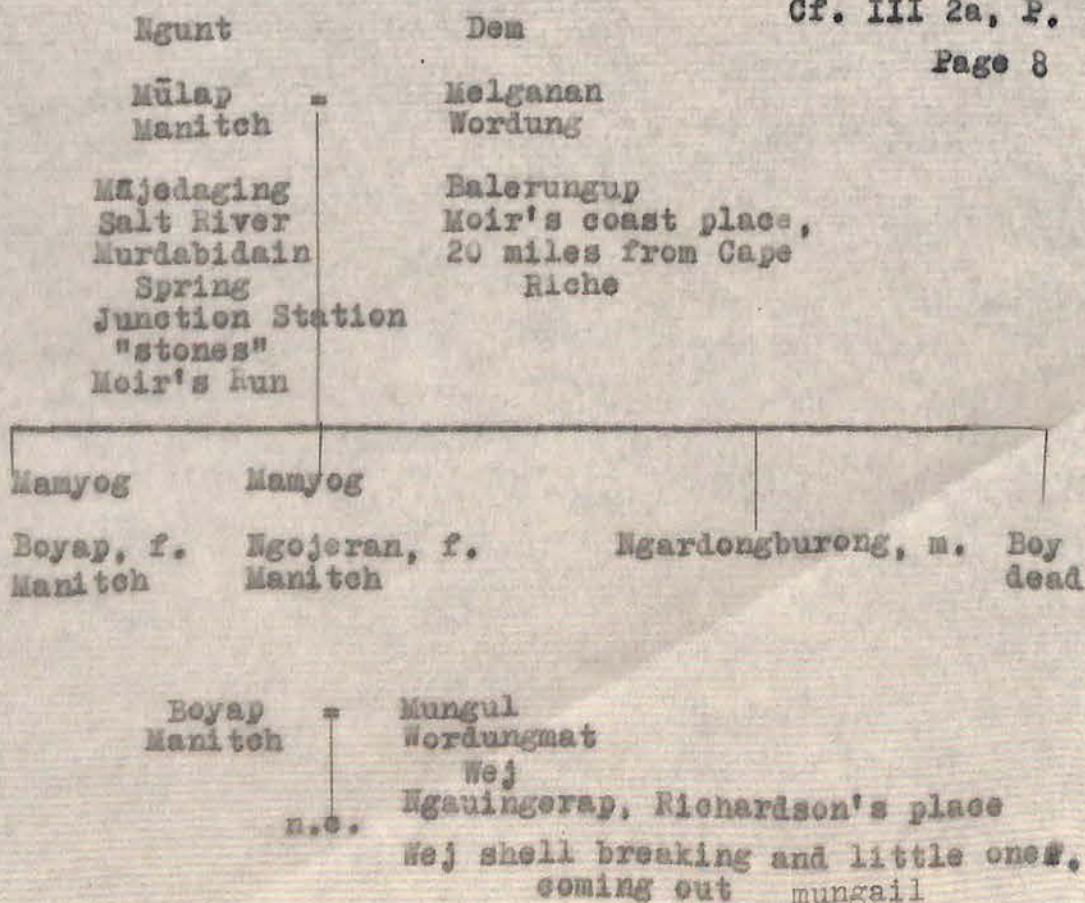 Cf. III 2a, P.
Page 8
Ngunt Dem
Mūlap = Melganan
Manitch Wordung
Majedaging Balerungup
Salt River Moir's coast place,
Murdabidain 20 miles from Cape
Spring Riche
Junction Station
"stones"
Moir's Run
Mamyog Mamyog
Boyap, f. Ngojeran, f. Ngardongburong, m. Boy
Manitch Manitch dead
Boyap = Mungul
Manitch Wordungmat
Wej
Ngauingerap, Richardson's place
n.c.
Wej shell breaking and little ones.
coming out mungail